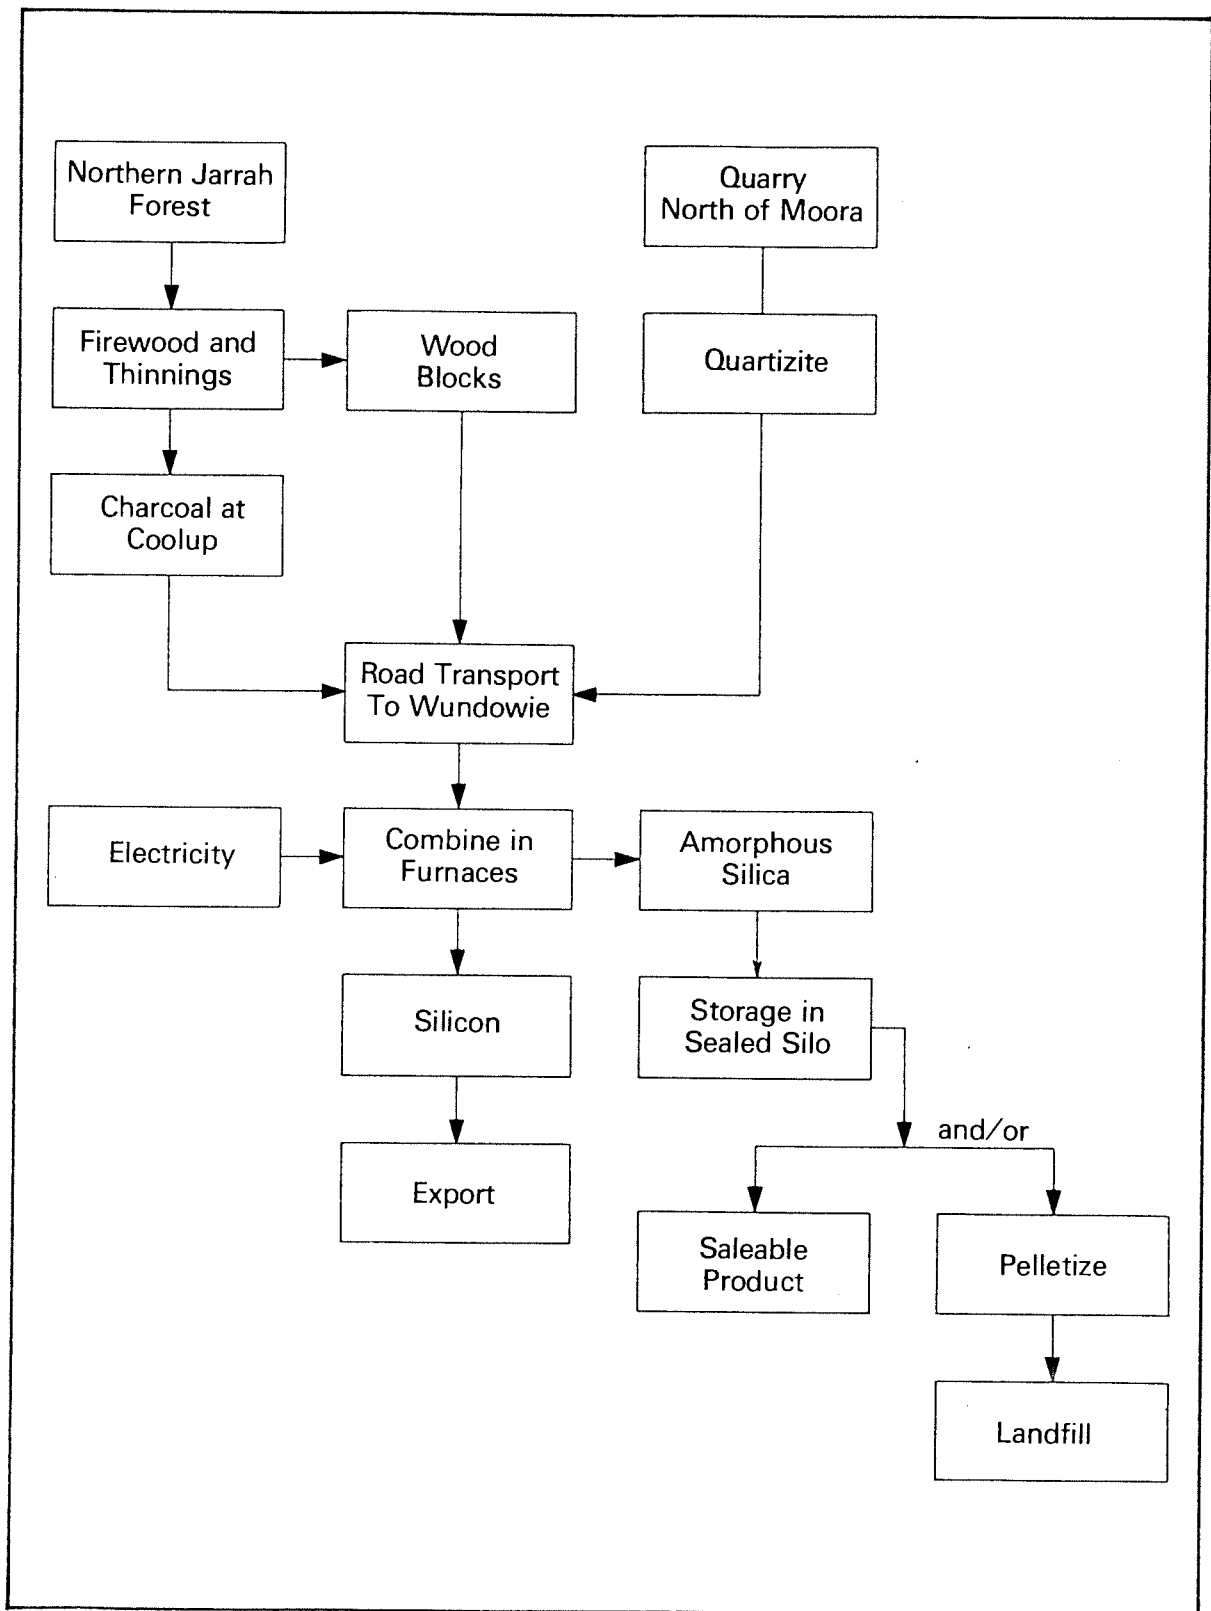 Northern Jarrah
Forest
Quarry
North of Moora
Firewood and
Thinnings
Wood
Blocks
Quartizite
Charcoal at
Coolup
Road Transport
To Wundowie
Electricity
Combine in
Furnaces
Amorphous
Silica
Silicon
Storage in
Sealed Silo
and/or
Export
Saleable
Product
Pelletize
Landfill